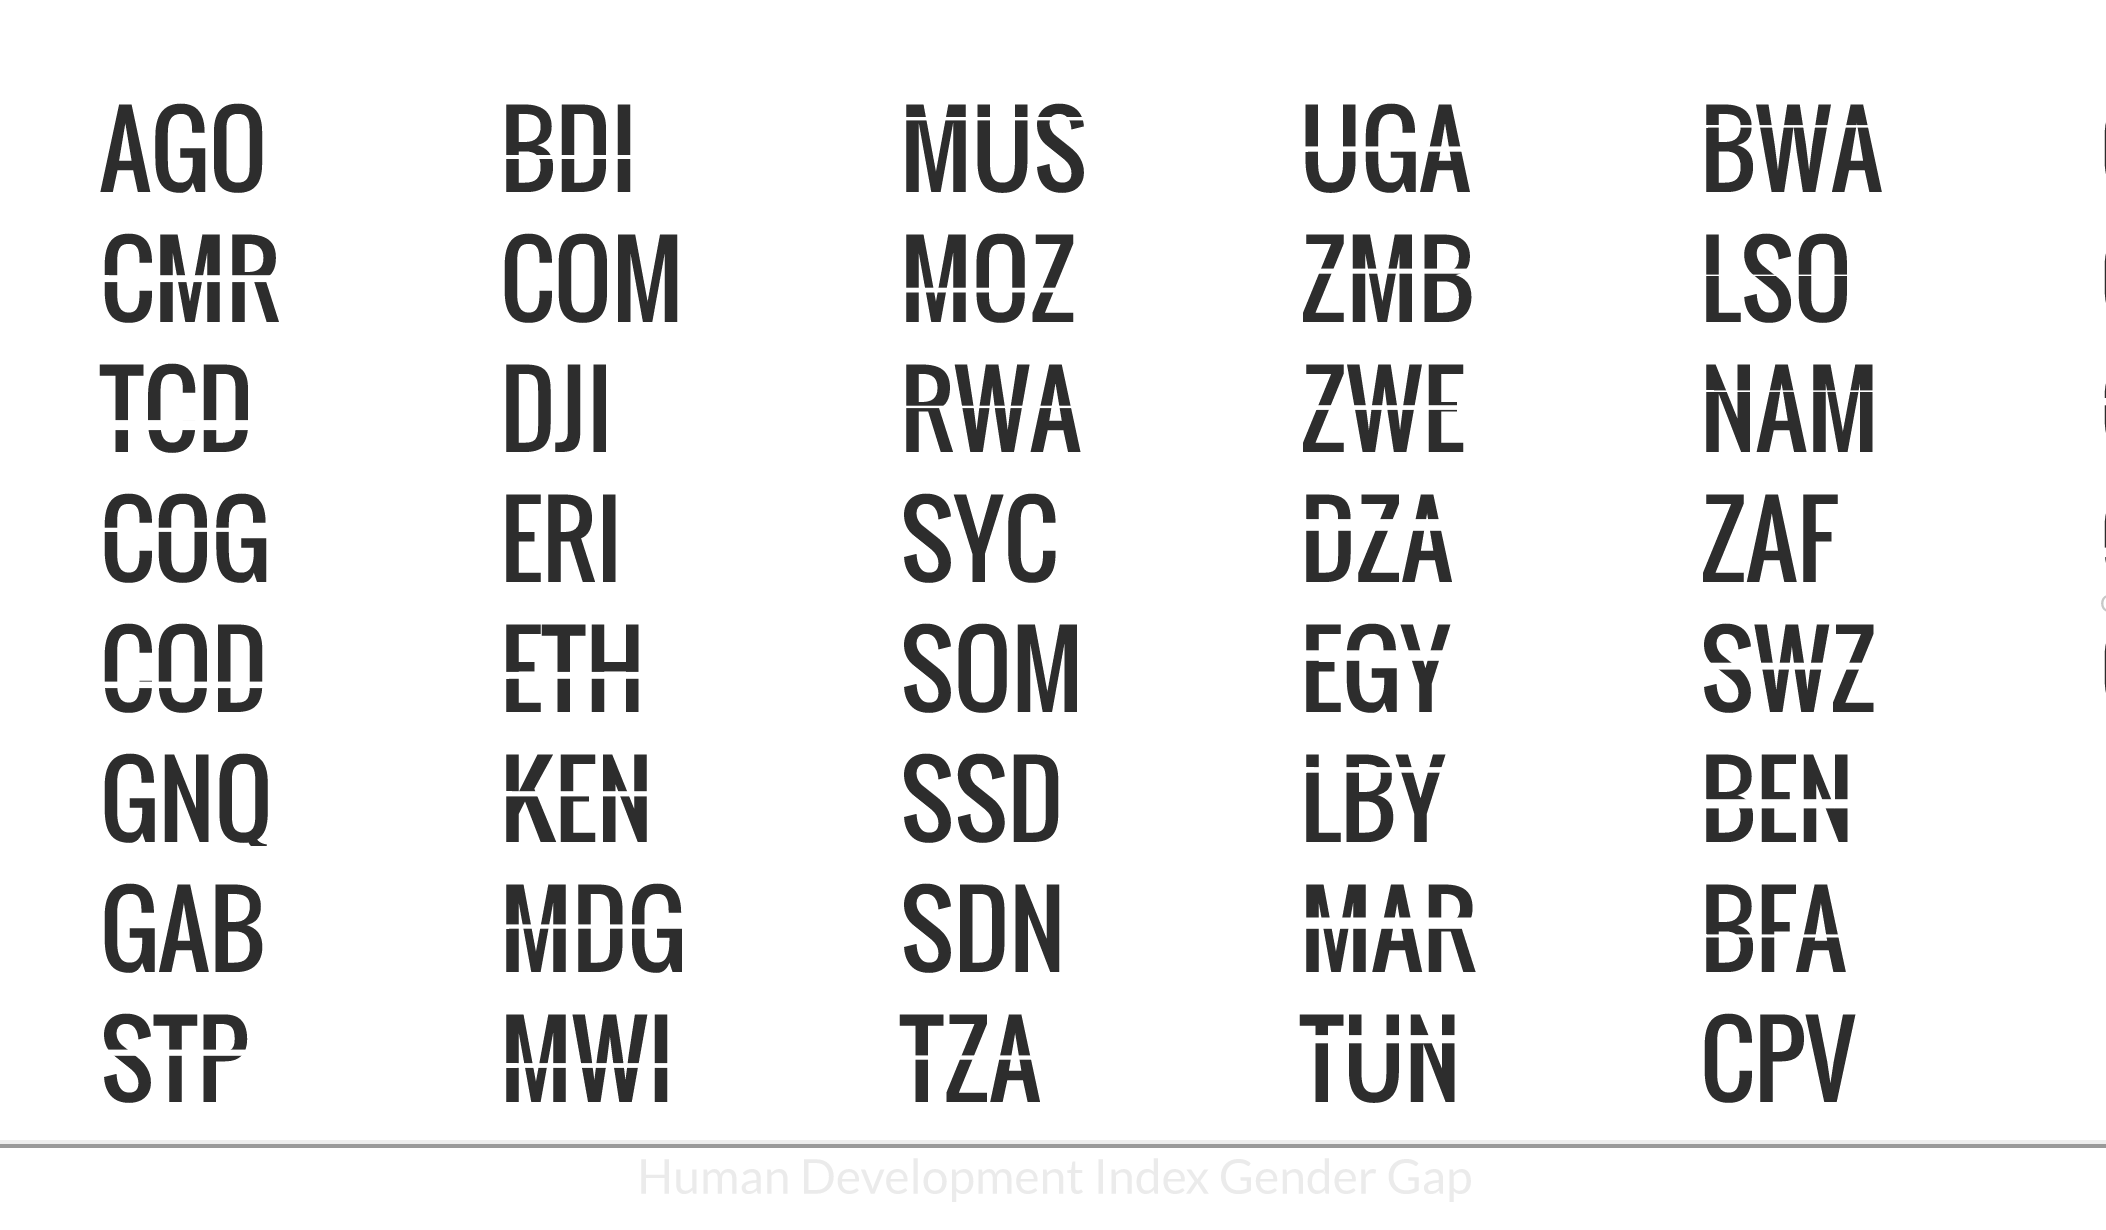 AGO BDI MUS UGA BWA
CMR COM MOZ ZMB LSO
TCD DJI RWA ZWE NAM
COG ERI SYC DZA ZAF
COD ETH SOM EGY SWZ
GNQ KEN SSD LBY BEN
GAB MDG SDN MAR BFA
STP MWI TZA TUN CPV
Human Development Index Gender Gap